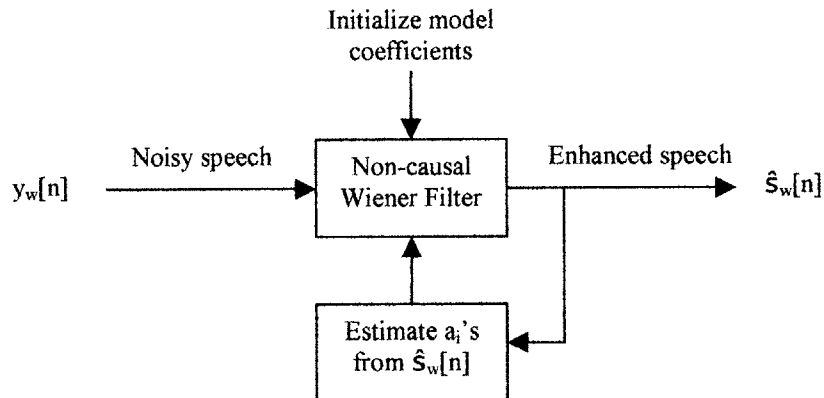 Initialize model
coefficients
Noisy speech
Enhanced speech
y_w[n]
Non-causal
Wiener Filter
ŝ_w[n]
Estimate a_i's
from ŝ_w[n]